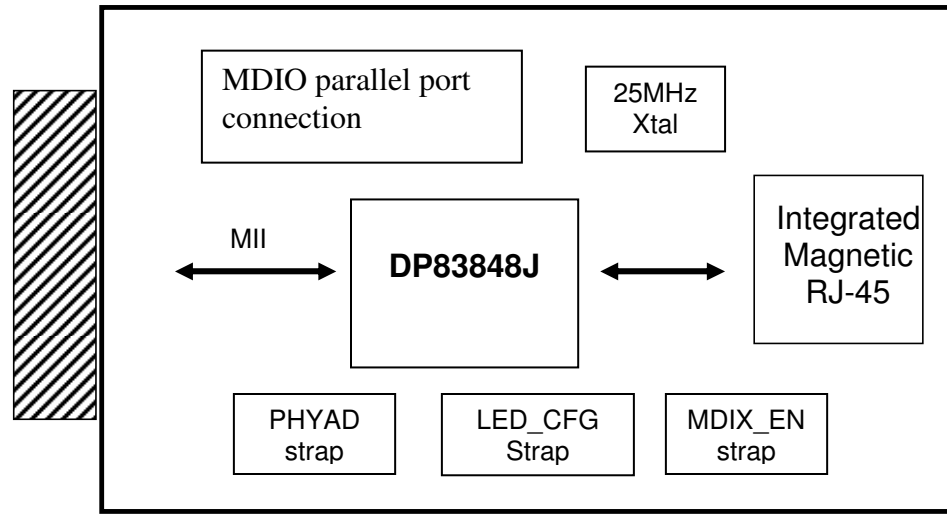 MDIO parallel port
connection
25MHz
Xtal
MII
DP83848J
Integrated
Magnetic
RJ-45
PHYAD
strap
LED_CFG
Strap
MDIX_EN
strap